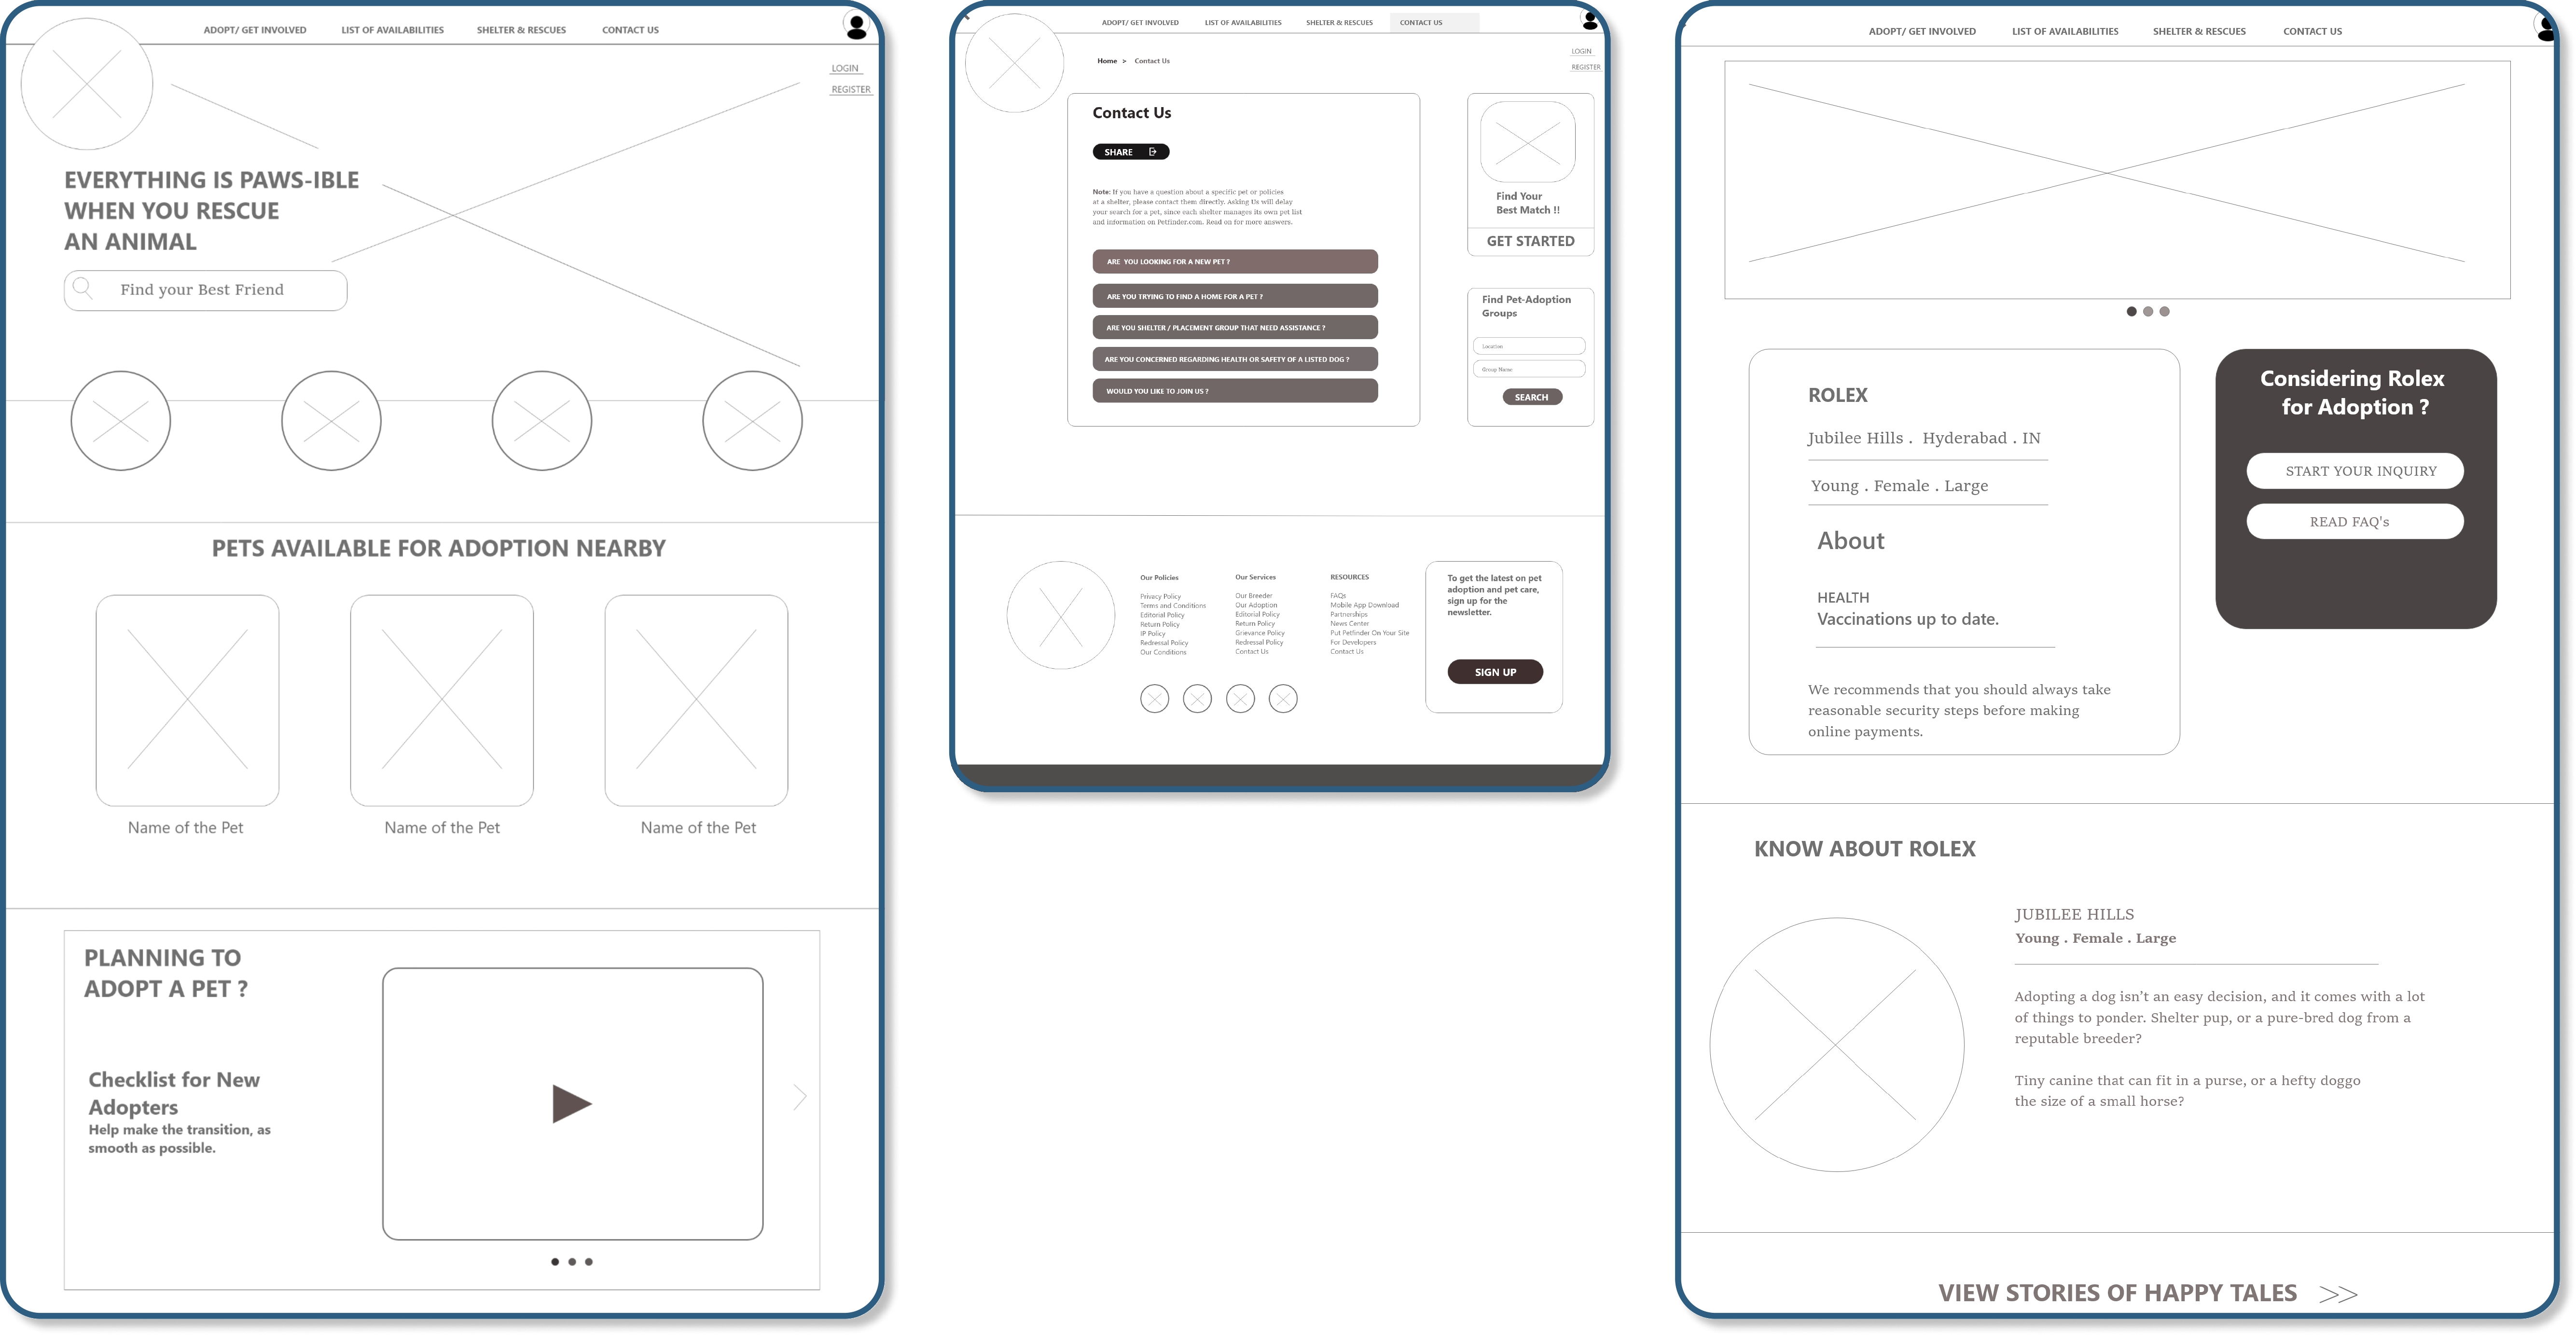 ADOPT/ GET INVOLVED
LIST OF AVAILABILITIES
SHELTER & RESCUES
CONTACT US
LOGIN
REGISTER
EVERYTHING IS PAWS-IBLE
WHEN YOU RESCUE
AN ANIMAL
Find your Best Friend
PETS AVAILABLE FOR ADOPTION NEARBY
Name of the Pet
Name of the Pet
Name of the Pet
PLANNING TO
ADOPT A PET ?
Checklist for New
Adopters
Help make the transition, as
smooth as possible.
ADOPT/ GET INVOLVED
LIST OF AVAILABILITIES
SHELTER & RESCUES
CONTACT US
LOGIN
REGISTER
Home > Contact Us
Contact Us
SHARE
Note: If you have a question about a specific pet or policies
at a shelter, please contact them directly. Asking Us will delay
your search for a pet, since each shelter manages its own pet list
and information on Petfinder.com. Read on for more answers.
ARE YOU LOOKING FOR A NEW PET ?
ARE YOU TRYING TO FIND A HOME FOR A PET ?
ARE YOU SHELTER / PLACEMENT GROUP THAT NEED ASSISTANCE ?
ARE YOU CONCERNED REGARDING HEALTH OR SAFETY OF A LISTED DOG ?
WOULD YOU LIKE TO JOIN US ?
Find Your
Best Match !!
GET STARTED
Find Pet-Adoption
Groups
Location
Group Name
SEARCH
Our Policies
Privacy Policy
Terms and Conditions
Editorial Policy
Return Policy
IP Policy
Redressal Policy
Our Conditions
Our Services
Our Breeder
Our Adoption
Editorial Policy
Return Policy
Grievance Policy
Redressal Policy
Contact Us
RESOURCES
FAQs
Mobile App Download
Partnerships
News Center
Put Petfinder On Your Site
For Developers
Contact Us
To get the latest on pet
adoption and pet care,
sign up for the
newsletter.
SIGN UP
ADOPT/ GET INVOLVED
LIST OF AVAILABILITIES
SHELTER & RESCUES
CONTACT US
ROLEX
Jubilee Hills . Hyderabad . IN
Young . Female . Large
About
HEALTH
Vaccinations up to date.
We recommends that you should always take
reasonable security steps before making
online payments.
Considering Rolex
for Adoption ?
START YOUR INQUIRY
READ FAQ's
KNOW ABOUT ROLEX
JUBILEE HILLS
Young . Female . Large
Adopting a dog isn't an easy decision, and it comes with a lot
of things to ponder. Shelter pup, or a pure-bred dog from a
reputable breeder?
Tiny canine that can fit in a purse, or a hefty doggo
the size of a small horse?
VIEW STORIES OF HAPPY TALES >>